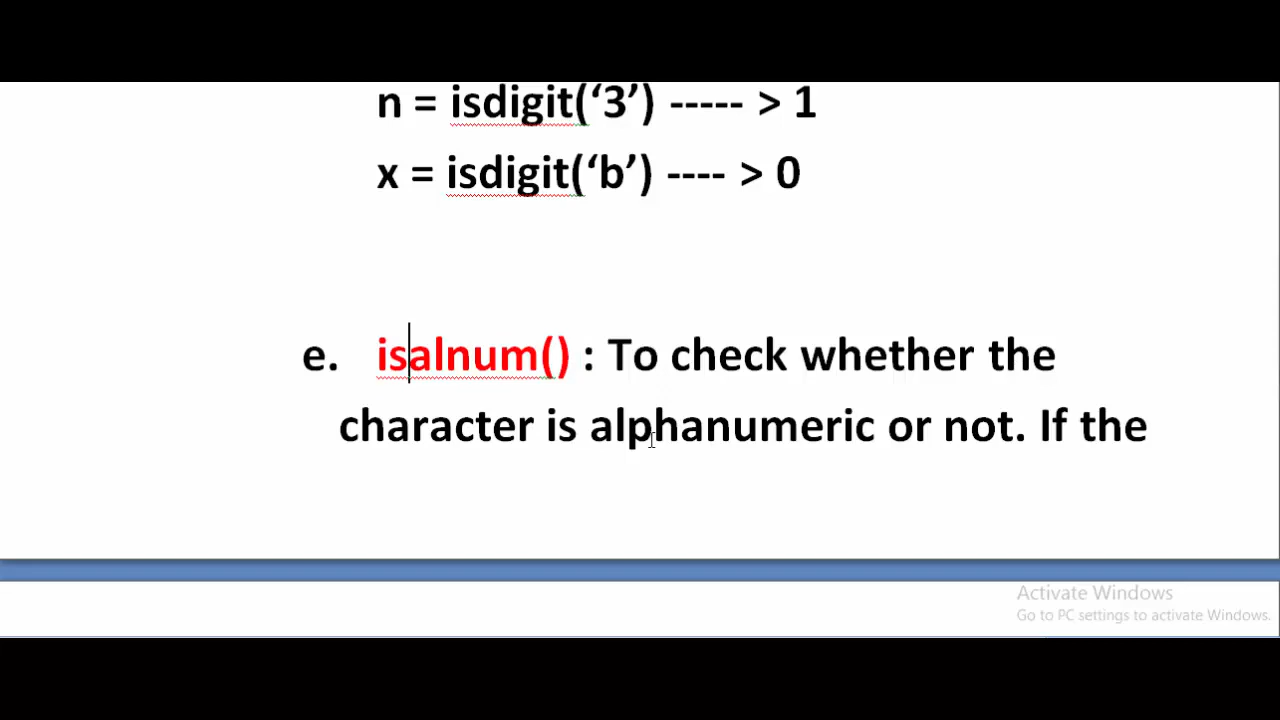 n = isdigit(‘3’) ----- > 1
x = isdigit(‘b’) ---- > 0
e. isalnum() : To check whether the
character is alphanumeric or not. If the
Activate Windows
Go to PC settings to activate Windows.